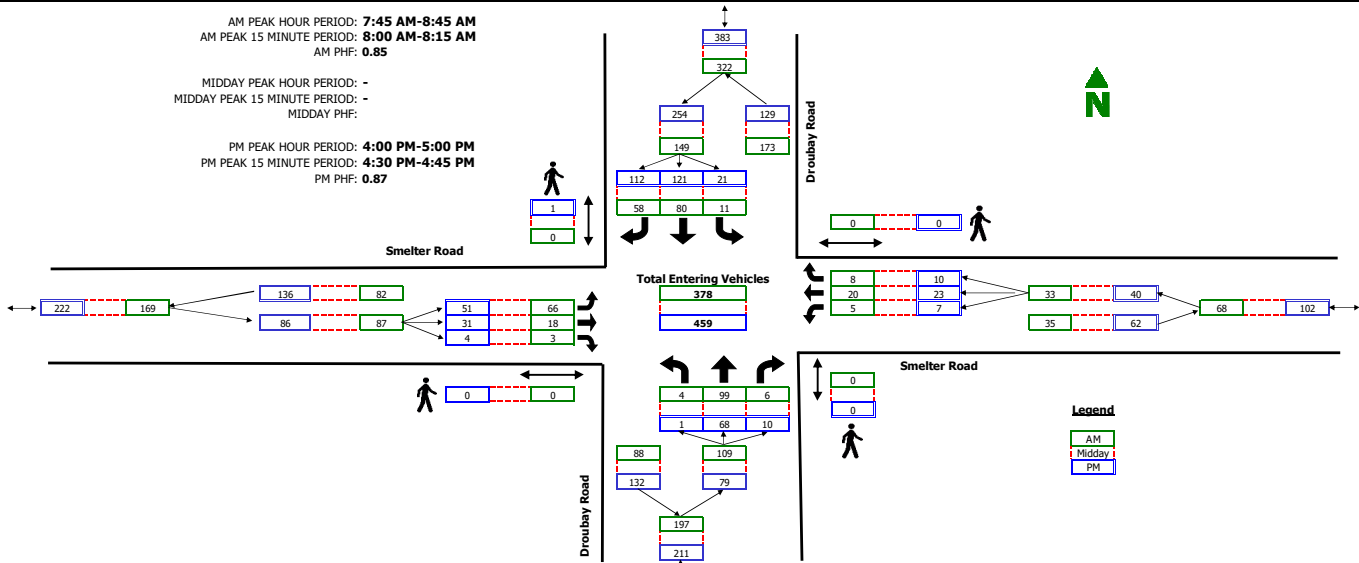 AM PEAK HOUR PERIOD: 7:45 AM-8:45 AM
AM PEAK 15 MINUTE PERIOD: 8:00 AM-8:15 AM
AM PHF: 0.85
MIDDAY PEAK HOUR PERIOD: -
MIDDAY PEAK 15 MINUTE PERIOD: -
MIDDAY PHF:
PM PEAK HOUR PERIOD: 4:00 PM-5:00 PM
PM PEAK 15 MINUTE PERIOD: 4:30 PM-4:45 PM
PM PHF: 0.87
383
322
254 129
149 173
112 121 21
58 80 11
Droubay Road
N
1
0
0 0
Smelter Road
Total Entering Vehicles
378
459
222 169
136 82
86 87
51 66
31 18
4 3
8 10
20 23
5 7
33 40
35 62
68 102
Smelter Road
0 0
0
0
4 99 6
1 68 10
88 109
132 79
197
211
Droubay Road
Legend
AM
Midday
PM